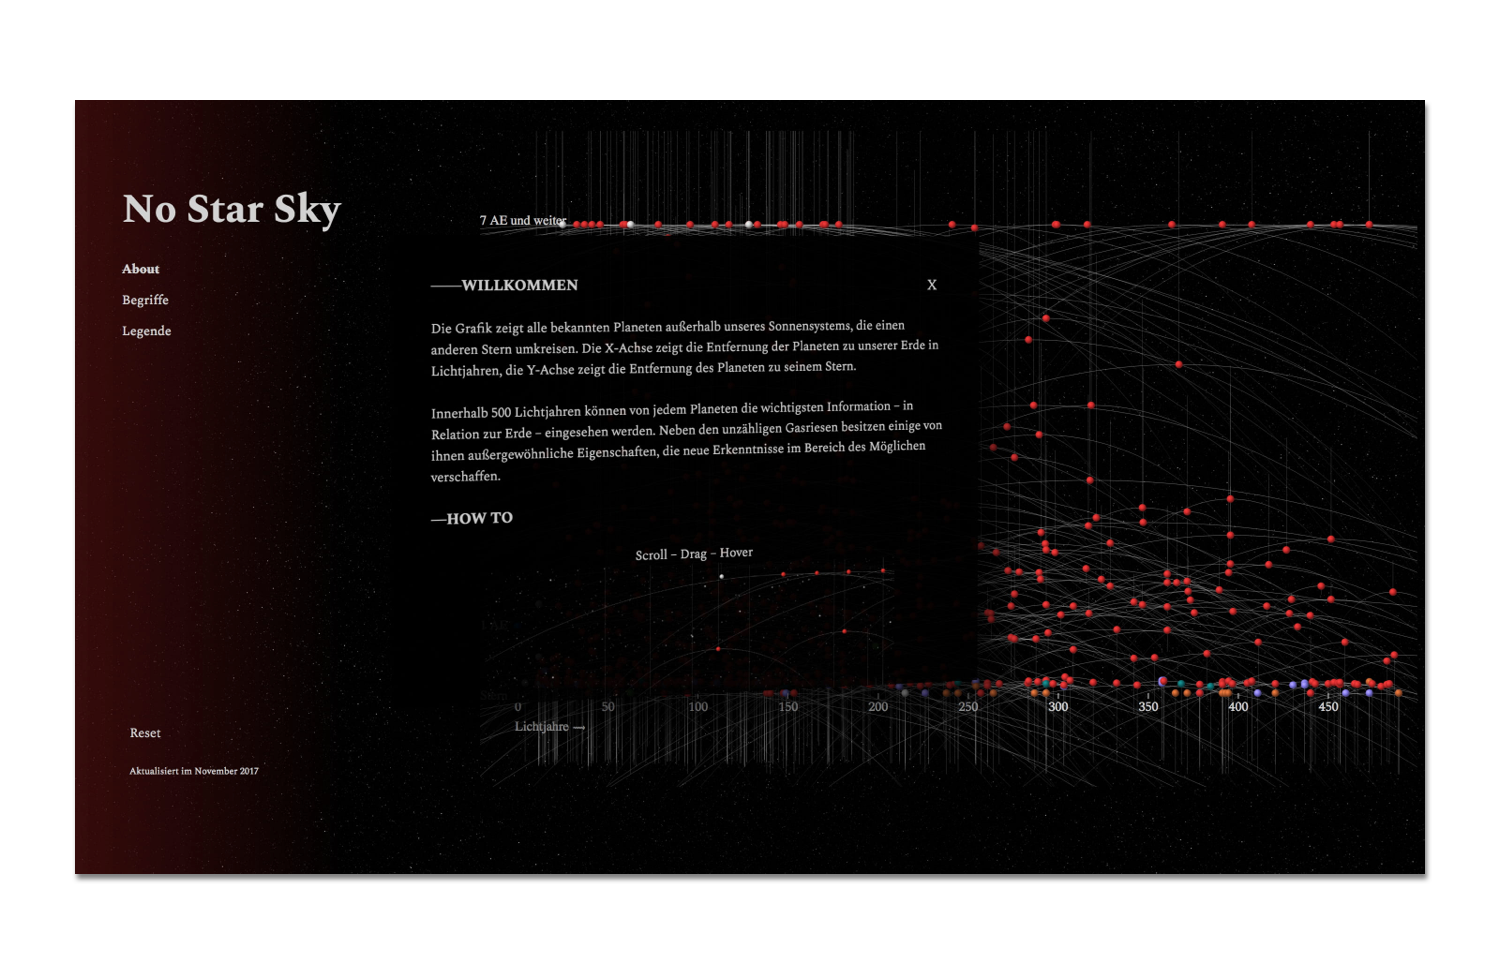 No Star Sky
About
Begriffe
Legende
Reset
Aktualisiert im November 2017
7 AE und weiter
——WILLKOMMEN
X
Die Grafik zeigt alle bekannten Planeten außerhalb unseres Sonnensystems, die einen
anderen Stern umkreisen. Die X-Achse zeigt die Entfernung der Planeten zu unserer Erde in
Lichtjahren, die Y-Achse zeigt die Entfernung des Planeten zu seinem Stern.
Innerhalb 500 Lichtjahren können von jedem Planeten die wichtigsten Information – in
Relation zur Erde – eingesehen werden. Neben den unzähligen Gasriesen besitzen einige von
ihnen außergewöhnliche Eigenschaften, die neue Erkenntnisse im Bereich des Möglichen
verschaffen.
—HOW TO
Scroll – Drag – Hover
0 50 100 150 200 250 300 350 400 450
Lichtjahre →